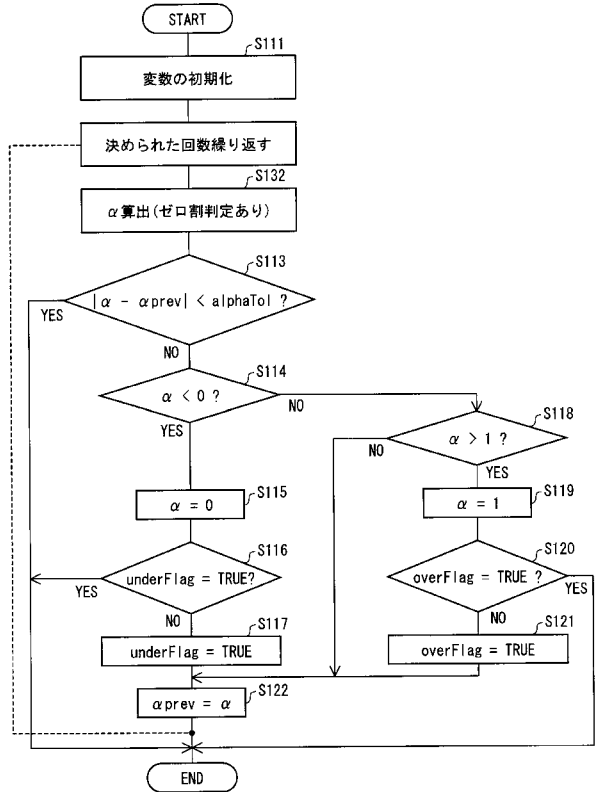 START
S111
変数の初期化
決められた回数繰り返す
S132
α算出(ゼロ割判定あり)
S113
|α - αprev| < alphaTol ?
YES
NO
S114
α < 0 ?
NO
YES
S118
α > 1 ?
NO
YES
S115
α = 0
S119
α = 1
S116
underFlag = TRUE?
YES
NO
S120
overFlag = TRUE ?
YES
NO
S117
underFlag = TRUE
S121
overFlag = TRUE
S122
αprev = α
END